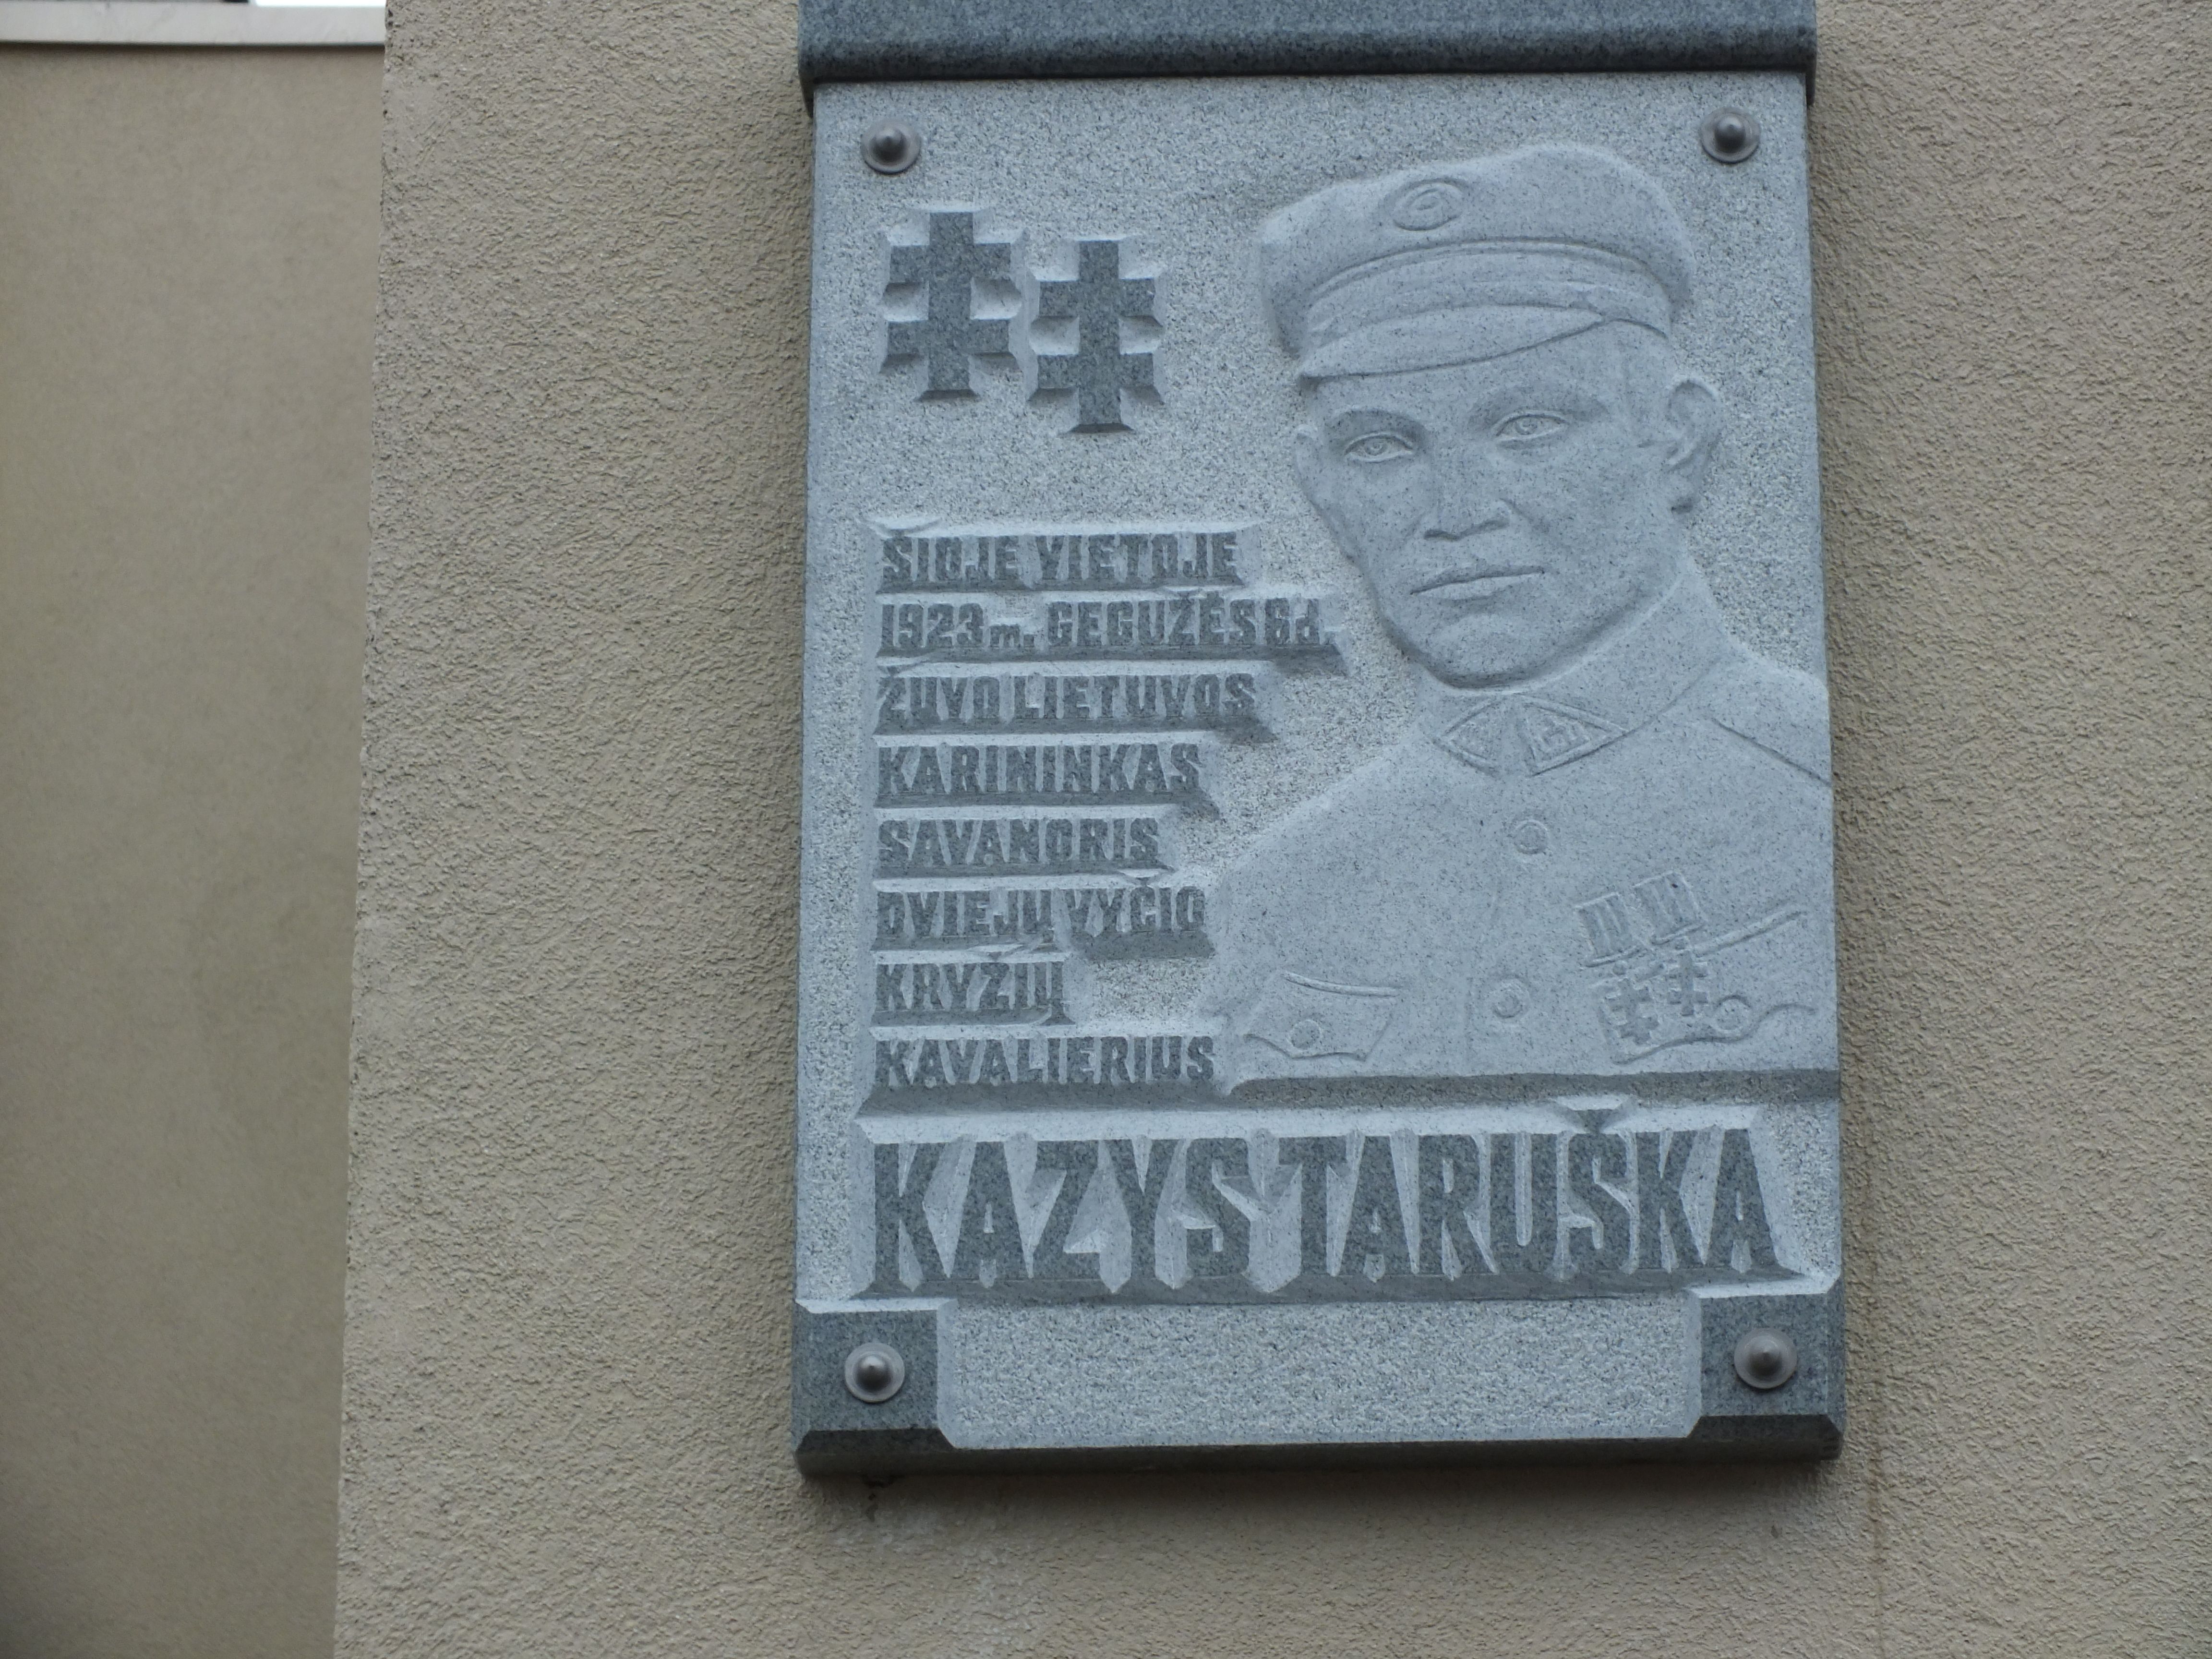 ŠIOJE VIETOJE
1923 m. GEGUŽĖS 6 d.
ŽUVO LIETUVOS
KARININKAS
SAVANORIS
DVIEJŲ VYČIO
KRYŽIŲ
KAVALIERIUS
KAZYS TARUŠKA